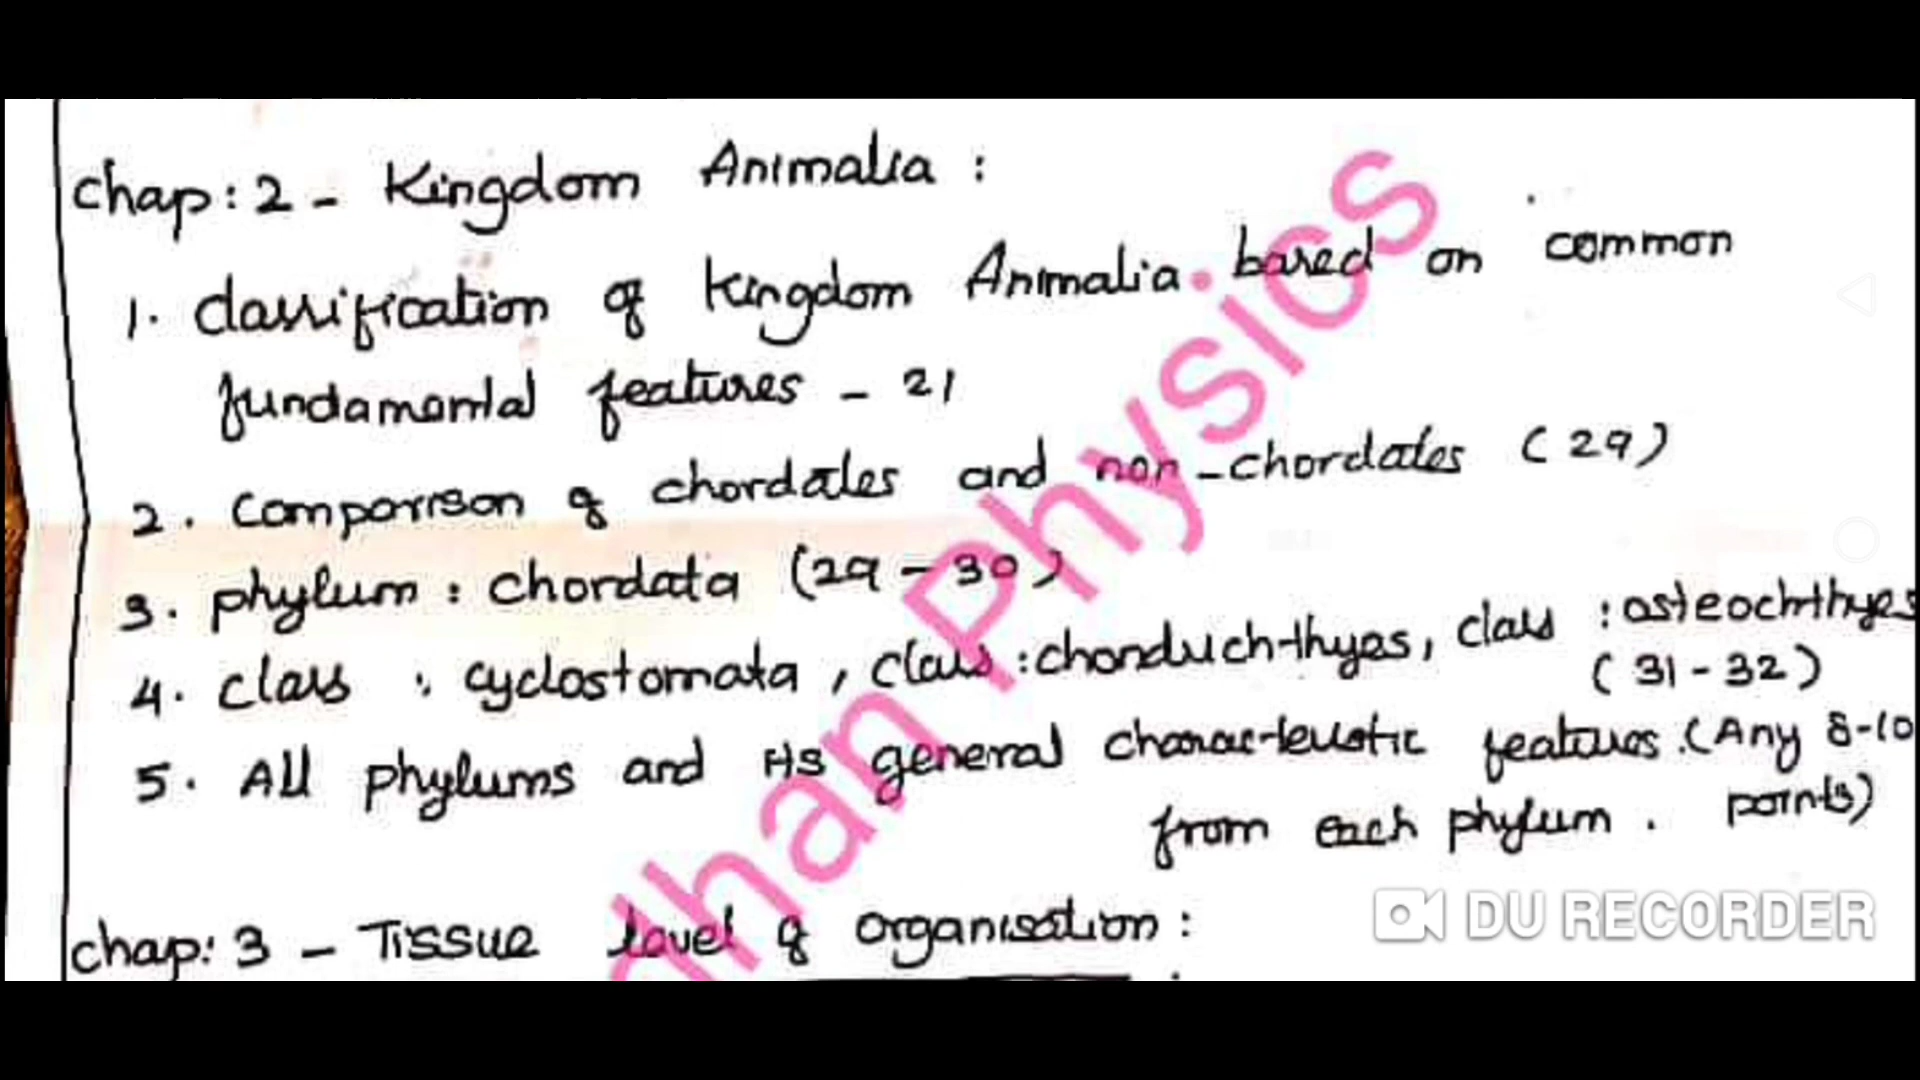 Chap: 2 - Kingdom Animalia :
1. classification of kingdom Animalia based on common
fundamental features - 21
2. Comparison of chordates and non-chordates (29)
3. phylum : chordata (29-30)
4. class : cyclostomata, class : chonduchthyes, class : osteochthyes
(31-32)
5. All phylums and its general characteristic features. (Any 8-10
from each phylum. points)
chap: 3 - Tissue level of organisation :
dhan Physics
DU RECORDER